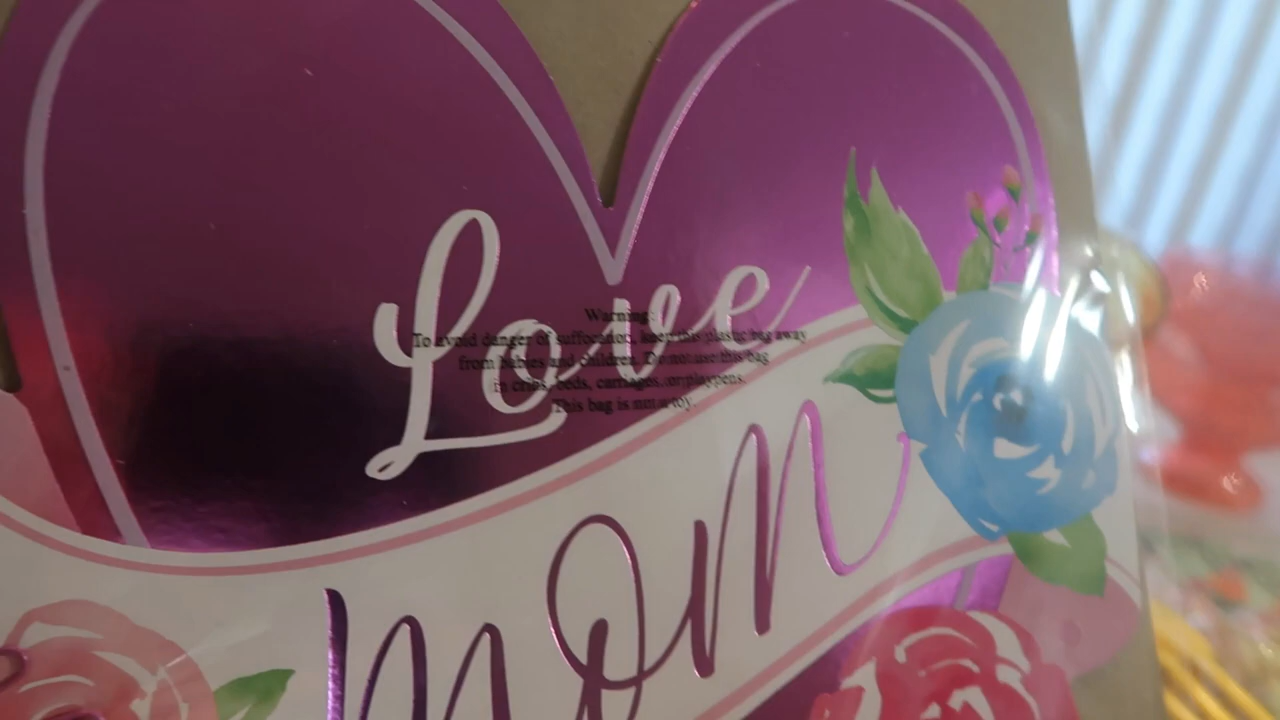 Love
Warning:
To avoid danger of suffocation, keep this plastic bag away
from babies and children. Do not use this bag
in cribs, beds, carriages, or playpens.
This bag is not a toy.
Mom